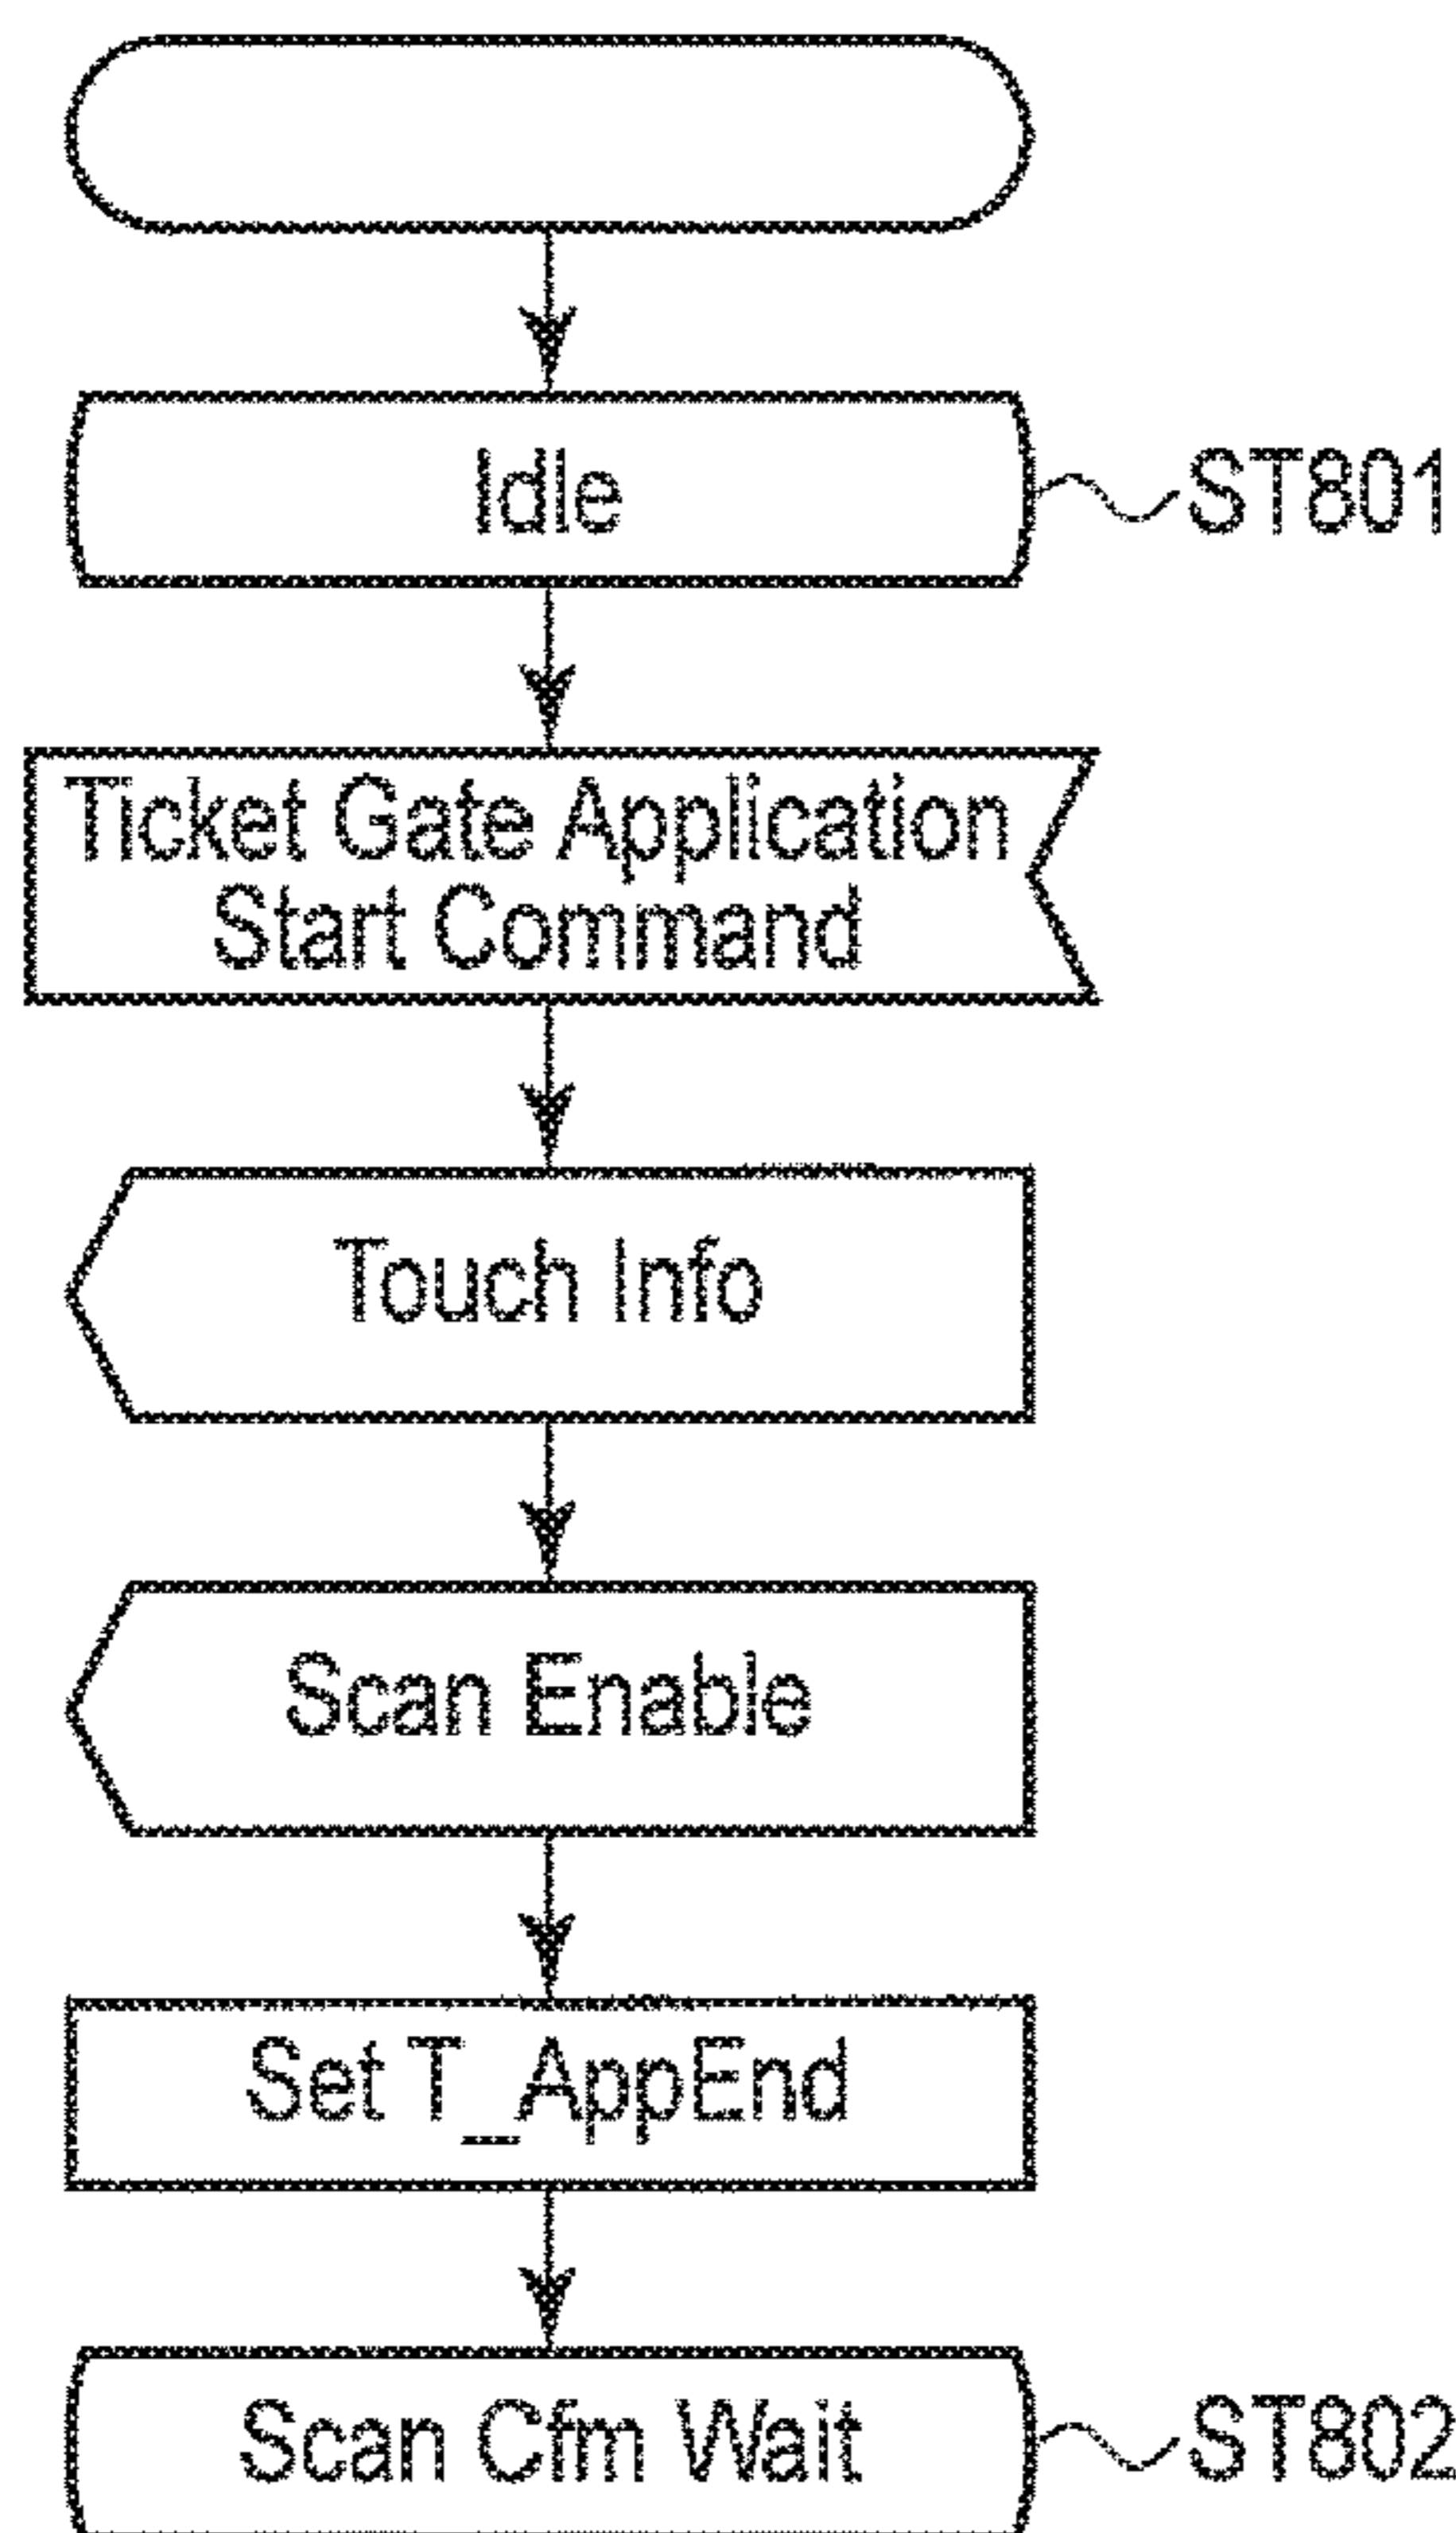 Idle
ST801
Ticket Gate Application
Start Command
Touch Info
Scan Enable
Set T_AppEnd
Scan Cfm Wait
ST802